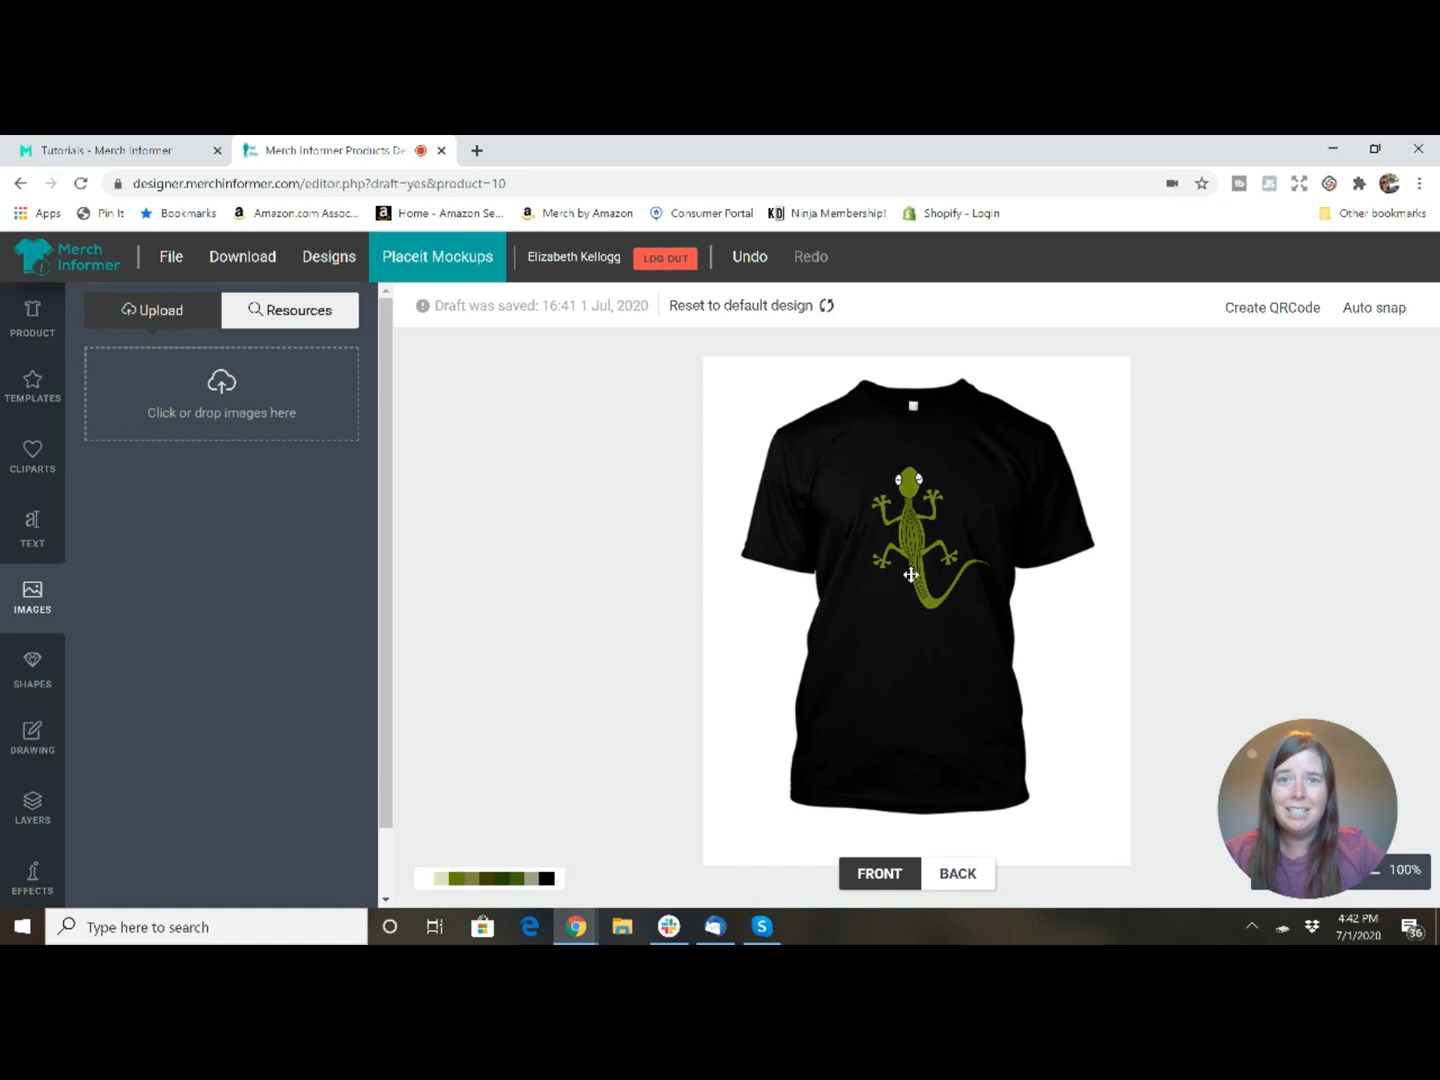 Tutorials - Merch Informer
Merch Informer Products De
designer.merchinformer.com/editor.php?draft=yes&product=10
Apps
Pin It
Bookmarks
Amazon.com Assoc...
Home - Amazon Se...
Merch by Amazon
Consumer Portal
KD Ninja Membership!
Shopify - Login
Other bookmarks
Merch Informer
File
Download
Designs
Placeit Mockups
Elizabeth Kellogg
LOG OUT
Undo
Redo
PRODUCT
TEMPLATES
CLIPARTS
TEXT
IMAGES
SHAPES
DRAWING
LAYERS
EFFECTS
Upload
Resources
Click or drop images here
Draft was saved: 16:41 1 Jul, 2020
Reset to default design
Create QRCode
Auto snap
FRONT
BACK
100%
Type here to search
4:42 PM
7/1/2020
36